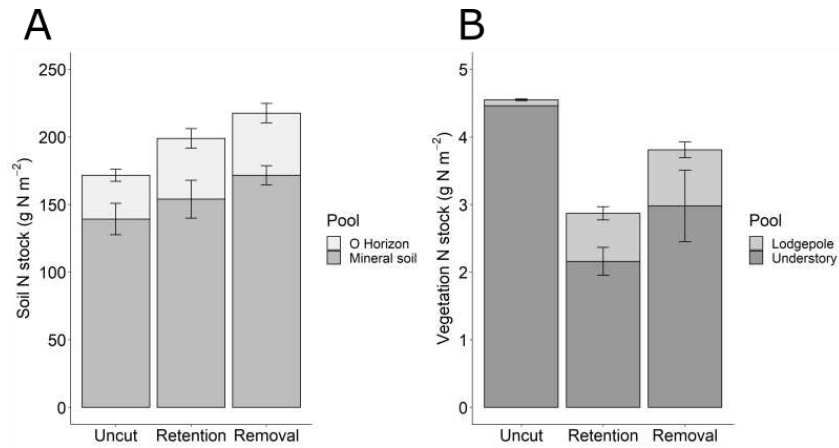 A
250
200
150
100
50
0
Soil N stock (g N m⁻²)
Uncut Retention Removal
Pool
O Horizon
Mineral soil
B
5
4
3
2
1
0
Vegetation N stock (g N m⁻²)
Uncut Retention Removal
Pool
Lodgepole
Understory